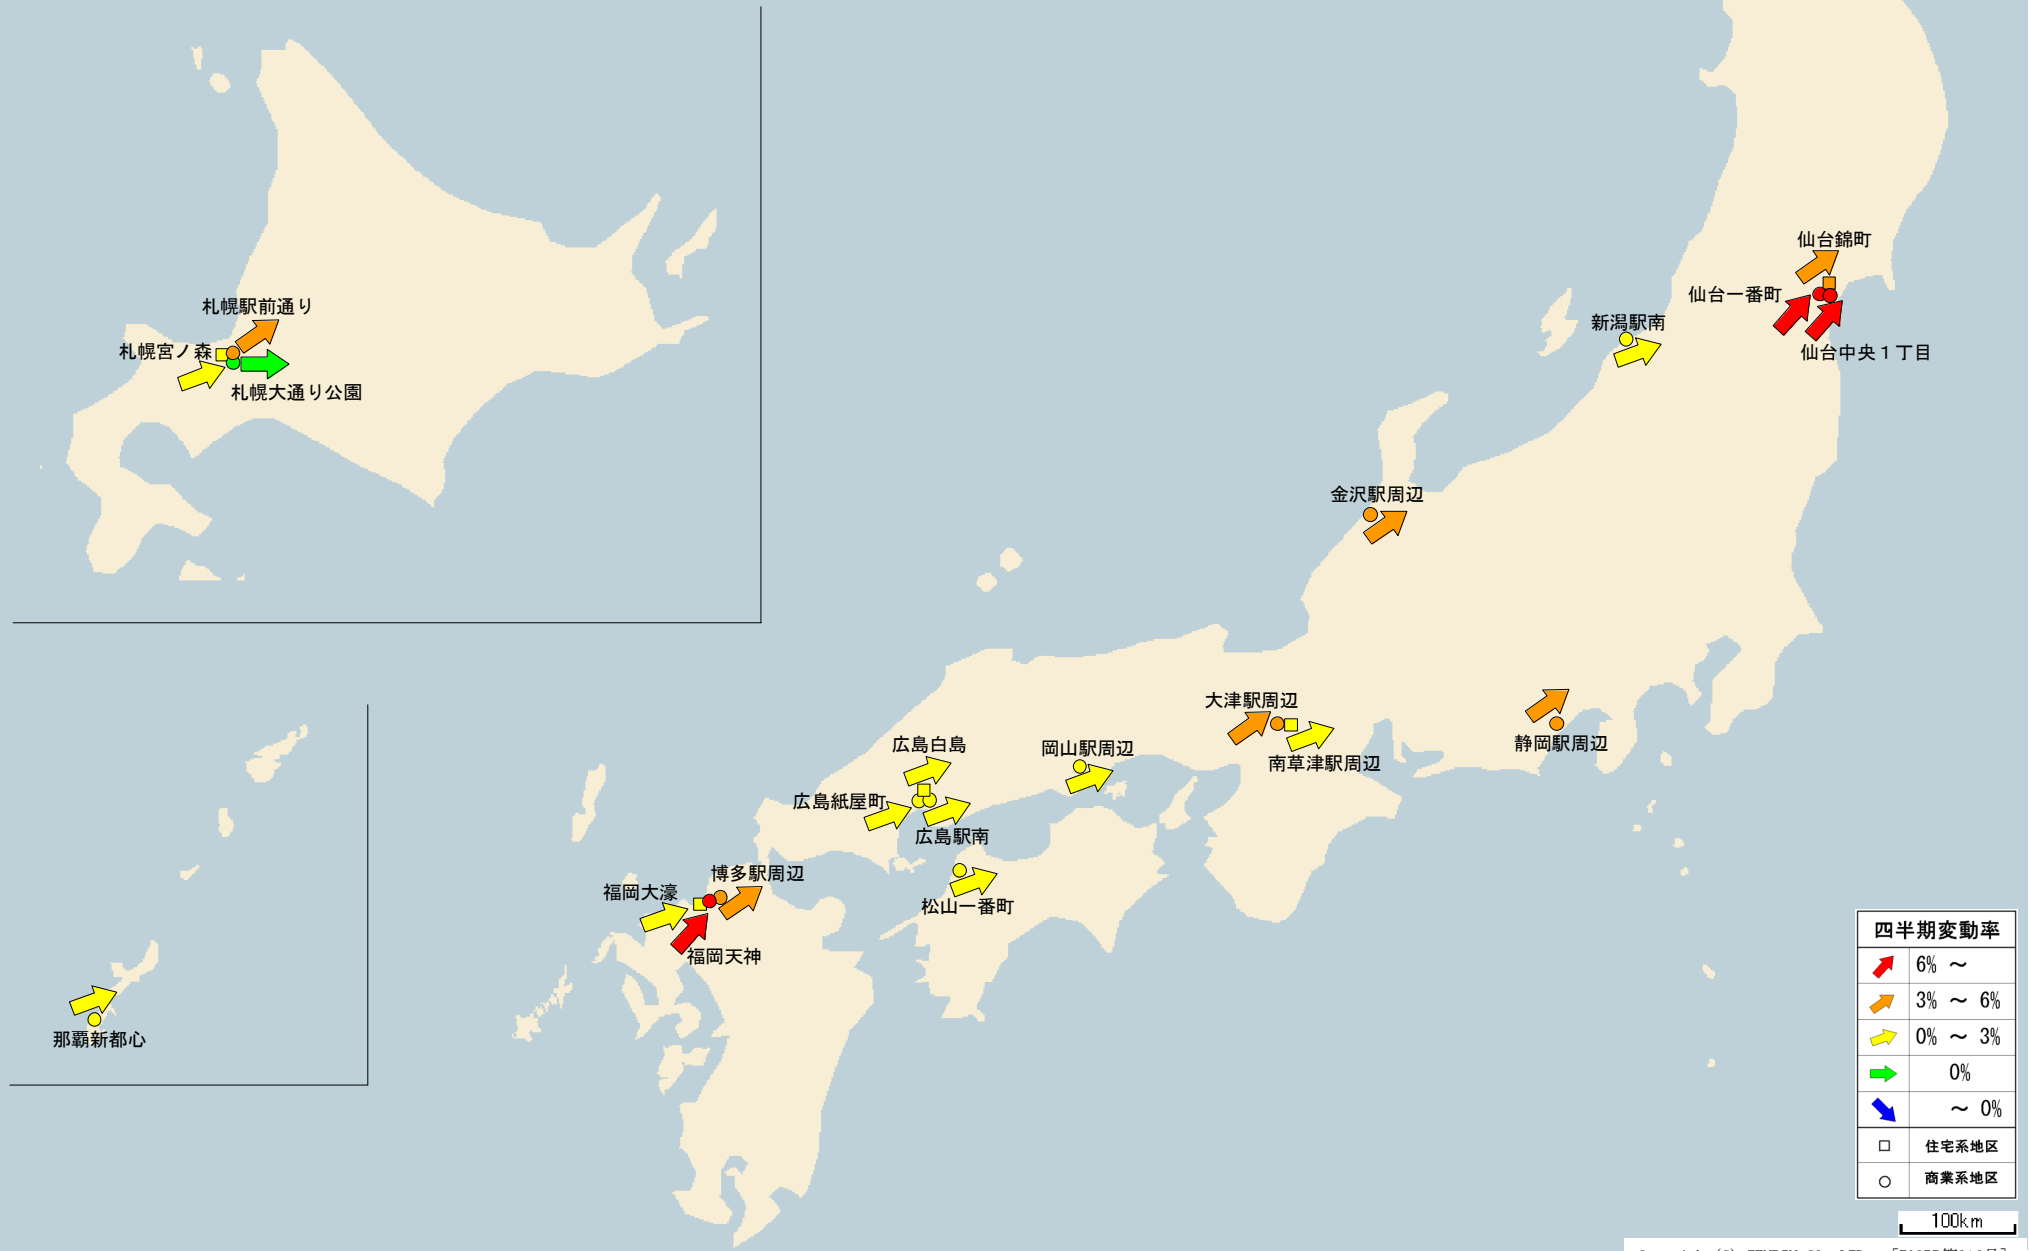 札幌駅前通り
札幌宮ノ森
札幌大通り公園
仙台錦町
仙台一番町
仙台中央１丁目
新潟駅南
金沢駅周辺
大津駅周辺
南草津駅周辺
静岡駅周辺
広島白島
岡山駅周辺
広島紙屋町
広島駅南
松山一番町
博多駅周辺
福岡大濠
福岡天神
那覇新都心
四半期変動率
6% ～
3% ～ 6%
0% ～ 3%
0%
～ 0%
住宅系地区
商業系地区
100km